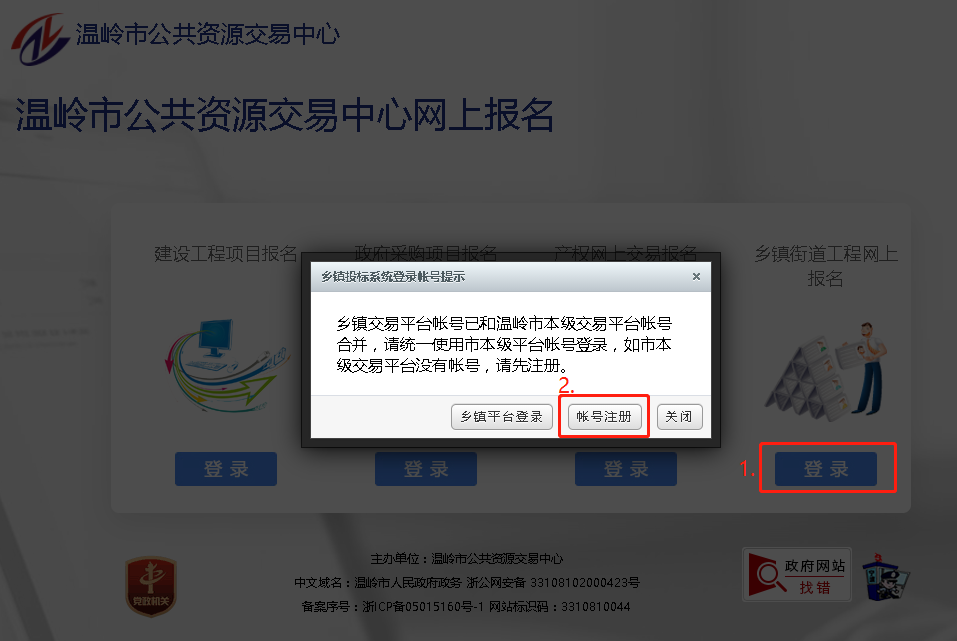 温岭市公共资源交易中心
温岭市公共资源交易中心网上报名
建设工程项目报名
政府采购项目报名
产权网上交易报名
乡镇街道工程网上
报名
乡镇投标系统登录帐号提示
×
乡镇交易平台帐号已和温岭市本级交易平台帐号
合并，请统一使用市本级平台帐号登录，如市本
级交易平台没有帐号，请先注册。
2.
乡镇平台登录
帐号注册
关闭
登 录
登 录
登 录
1.
登 录
主办单位：温岭市公共资源交易中心
中文域名：温岭市人民政府政务 浙公网安备 33108102000423号
备案序号：浙ICP备05015160号-1 网站标识码：3310810044
党政机关
政府网站
找错